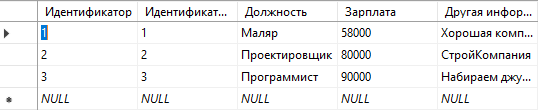 Идентификатор Идентификат... Должность Зарплата Другая инфор...
1 1 Маляр 58000 Хорошая комп...
2 2 Проектировщик 80000 СтройКомпания
3 3 Программист 90000 Набираем джу...
NULL NULL NULL NULL NULL